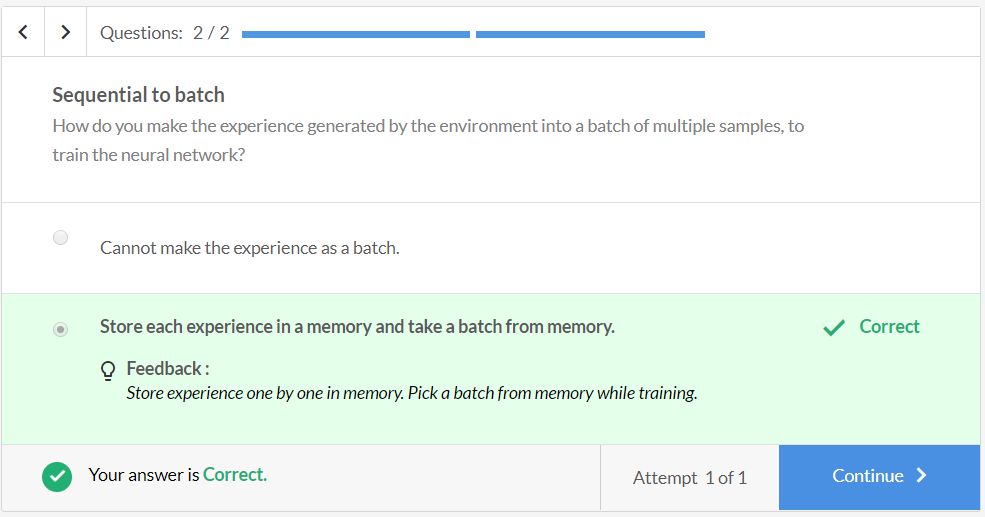 Questions: 2 / 2
Sequential to batch
How do you make the experience generated by the environment into a batch of multiple samples, to
train the neural network?
Cannot make the experience as a batch.
Store each experience in a memory and take a batch from memory.
Correct
Feedback :
Store experience one by one in memory. Pick a batch from memory while training.
Your answer is Correct.
Attempt 1 of 1
Continue